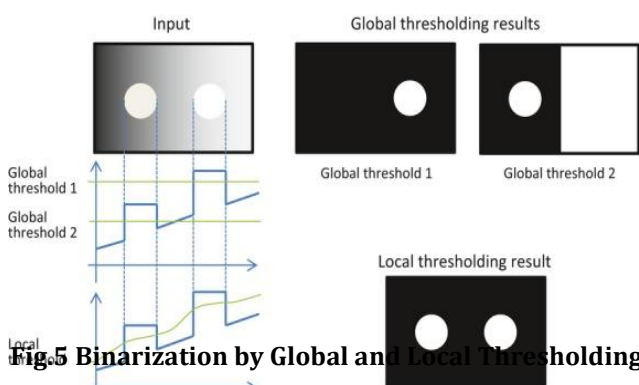 Input
Global thresholding results
Global threshold 1
Global threshold 2
Global
threshold 1
Global
threshold 2
Local thresholding result
Local
Fig.5 Binarization by Global and Local Thresholding